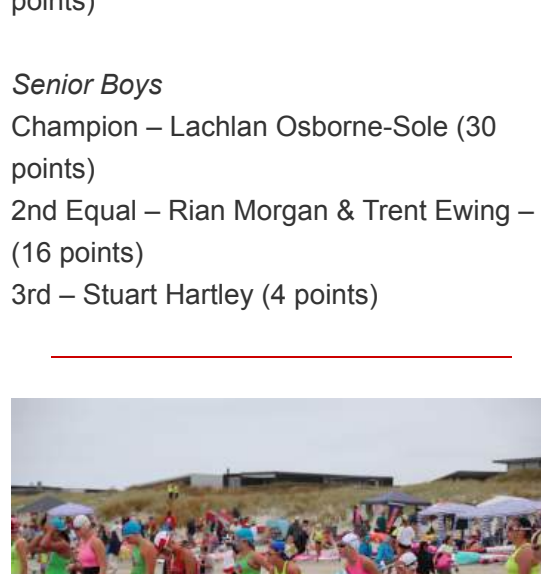 points)
Senior Boys
Champion – Lachlan Osborne-Sole (30
points)
2nd Equal – Rian Morgan & Trent Ewing –
(16 points)
3rd – Stuart Hartley (4 points)